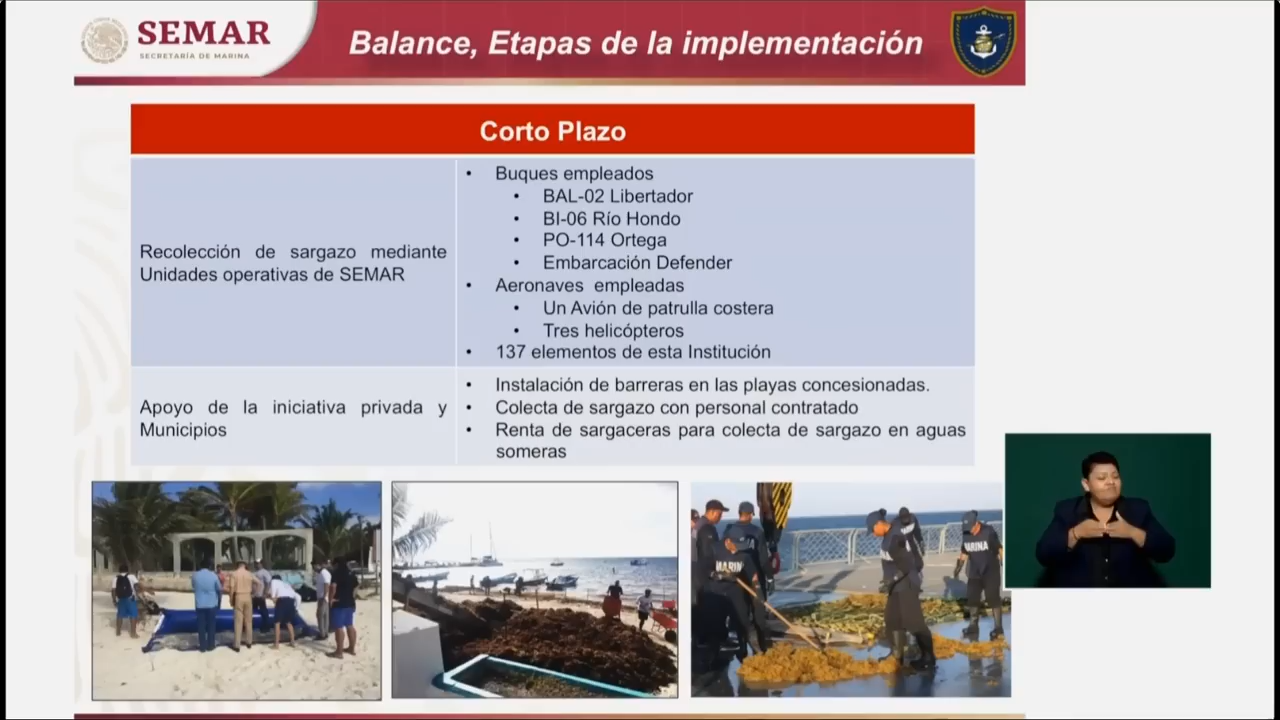 SEMAR
SECRETARÍA DE MARINA
Balance, Etapas de la implementación
Corto Plazo
Recolección de sargazo mediante
Unidades operativas de SEMAR
• Buques empleados
• BAL-02 Libertador
• BI-06 Río Hondo
• PO-114 Ortega
• Embarcación Defender
• Aeronaves empleadas
• Un Avión de patrulla costera
• Tres helicópteros
• 137 elementos de esta Institución
Apoyo de la iniciativa privada y
Municipios
• Instalación de barreras en las playas concesionadas.
• Colecta de sargazo con personal contratado
• Renta de sargaceras para colecta de sargazo en aguas
someras
MARINA
MARINA